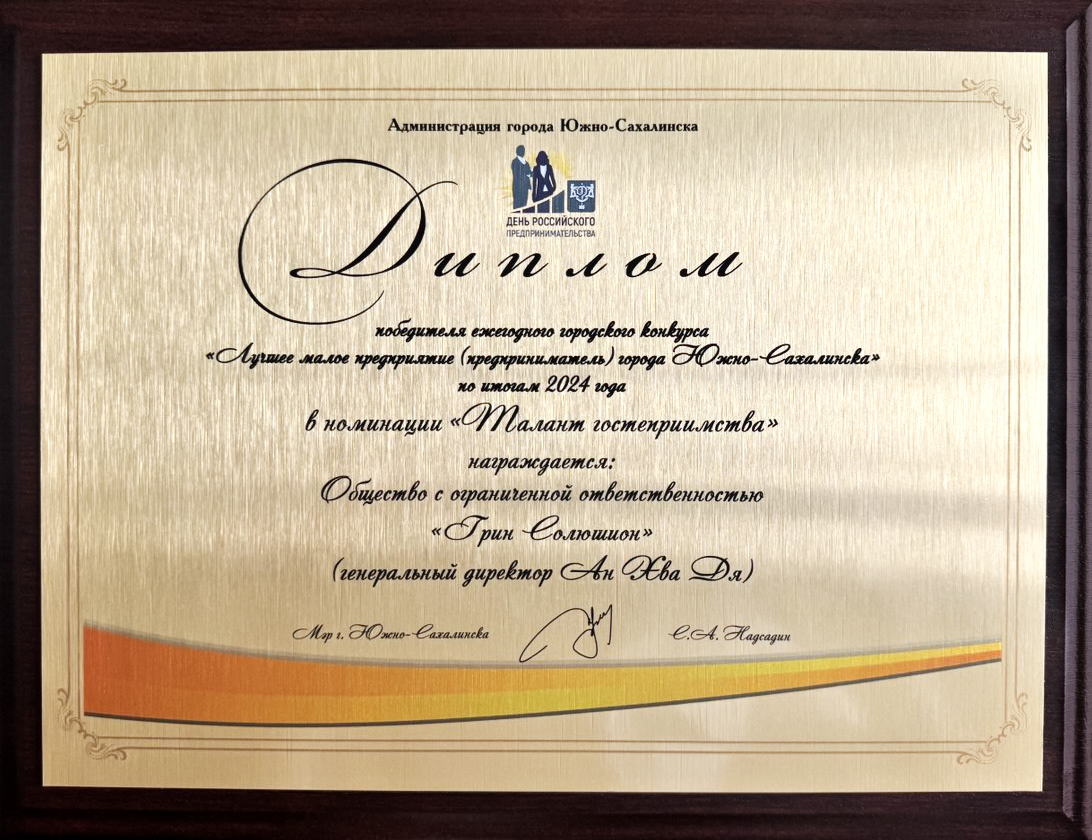 Администрация города Южно-Сахалинска
ДЕНЬ РОССИЙСКОГО
ПРЕДПРИНИМАТЕЛЬСТВА
Диплом
победителя ежегодного городского конкурса
«Лучшее малое предприятие (предприниматель) города Южно-Сахалинска»
по итогам 2024 года
в номинации «Талант гостеприимства»
награждается:
Общество с ограниченной ответственностью
«Грин Солюшион»
(генеральный директор Ан Хва Дя)
Мэр г. Южно-Сахалинска С.А. Надсадин